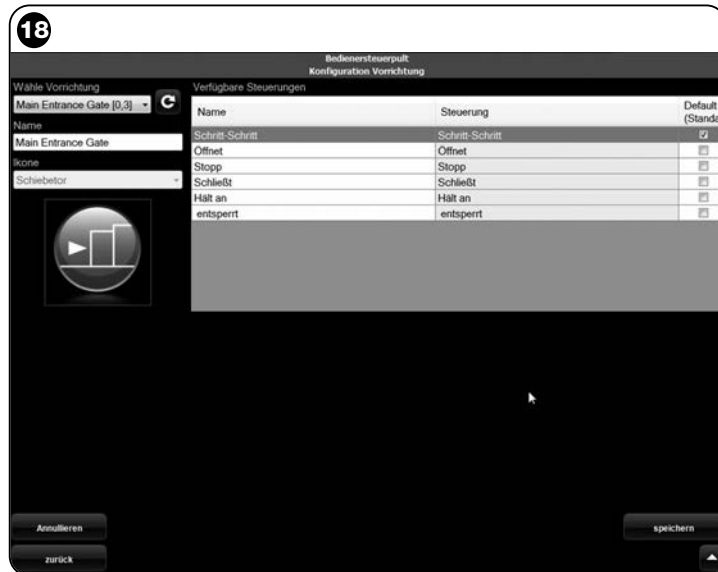 18
Bedienersteuerpult
Konfiguration Vorrichtung
Wähle Vorrichtung
Main Entrance Gate [0,3]
Name
Main Entrance Gate
Ikone
Schiebetor
Verfügbare Steuerungen
Name Steuerung Default
(Standa
Schritt-Schritt Schritt-Schritt
Öffnet Öffnet
Stopp Stopp
Schließt Schließt
Hält an Hält an
entsperrt entsperrt
Annullieren speichern
zurück